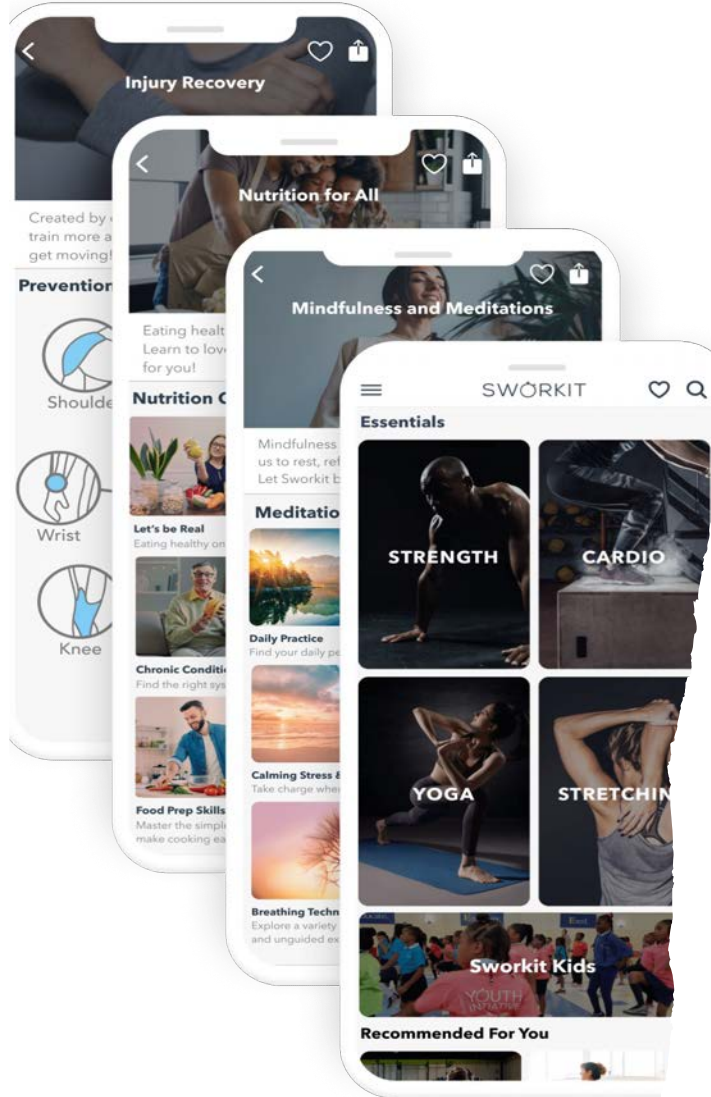 Injury Recovery
Created by
train more a
get moving!
Prevention
Shoulde
Wrist
Knee
Nutrition for All
Eating healt
Learn to lov
for you!
Nutrition
Let's be Real
Eating healthy on
Chronic Conditi
Find the right sys
Food Prep Skills
Master the simpl
make cooking ea
Mindfulness and Meditations
Mindfulness
us to rest, ref
Let Sworkit b
Meditatio
Daily Practice
Find your daily pe
Calming Stress &
Take charge when
Breathing Techn
Explore a variety
and unguided ex
SWORKIT
Essentials
STRENGTH
CARDIO
YOGA
STRETCHIN
Sworkit Kids
YOUTH
INITIATIVE
Recommended For You